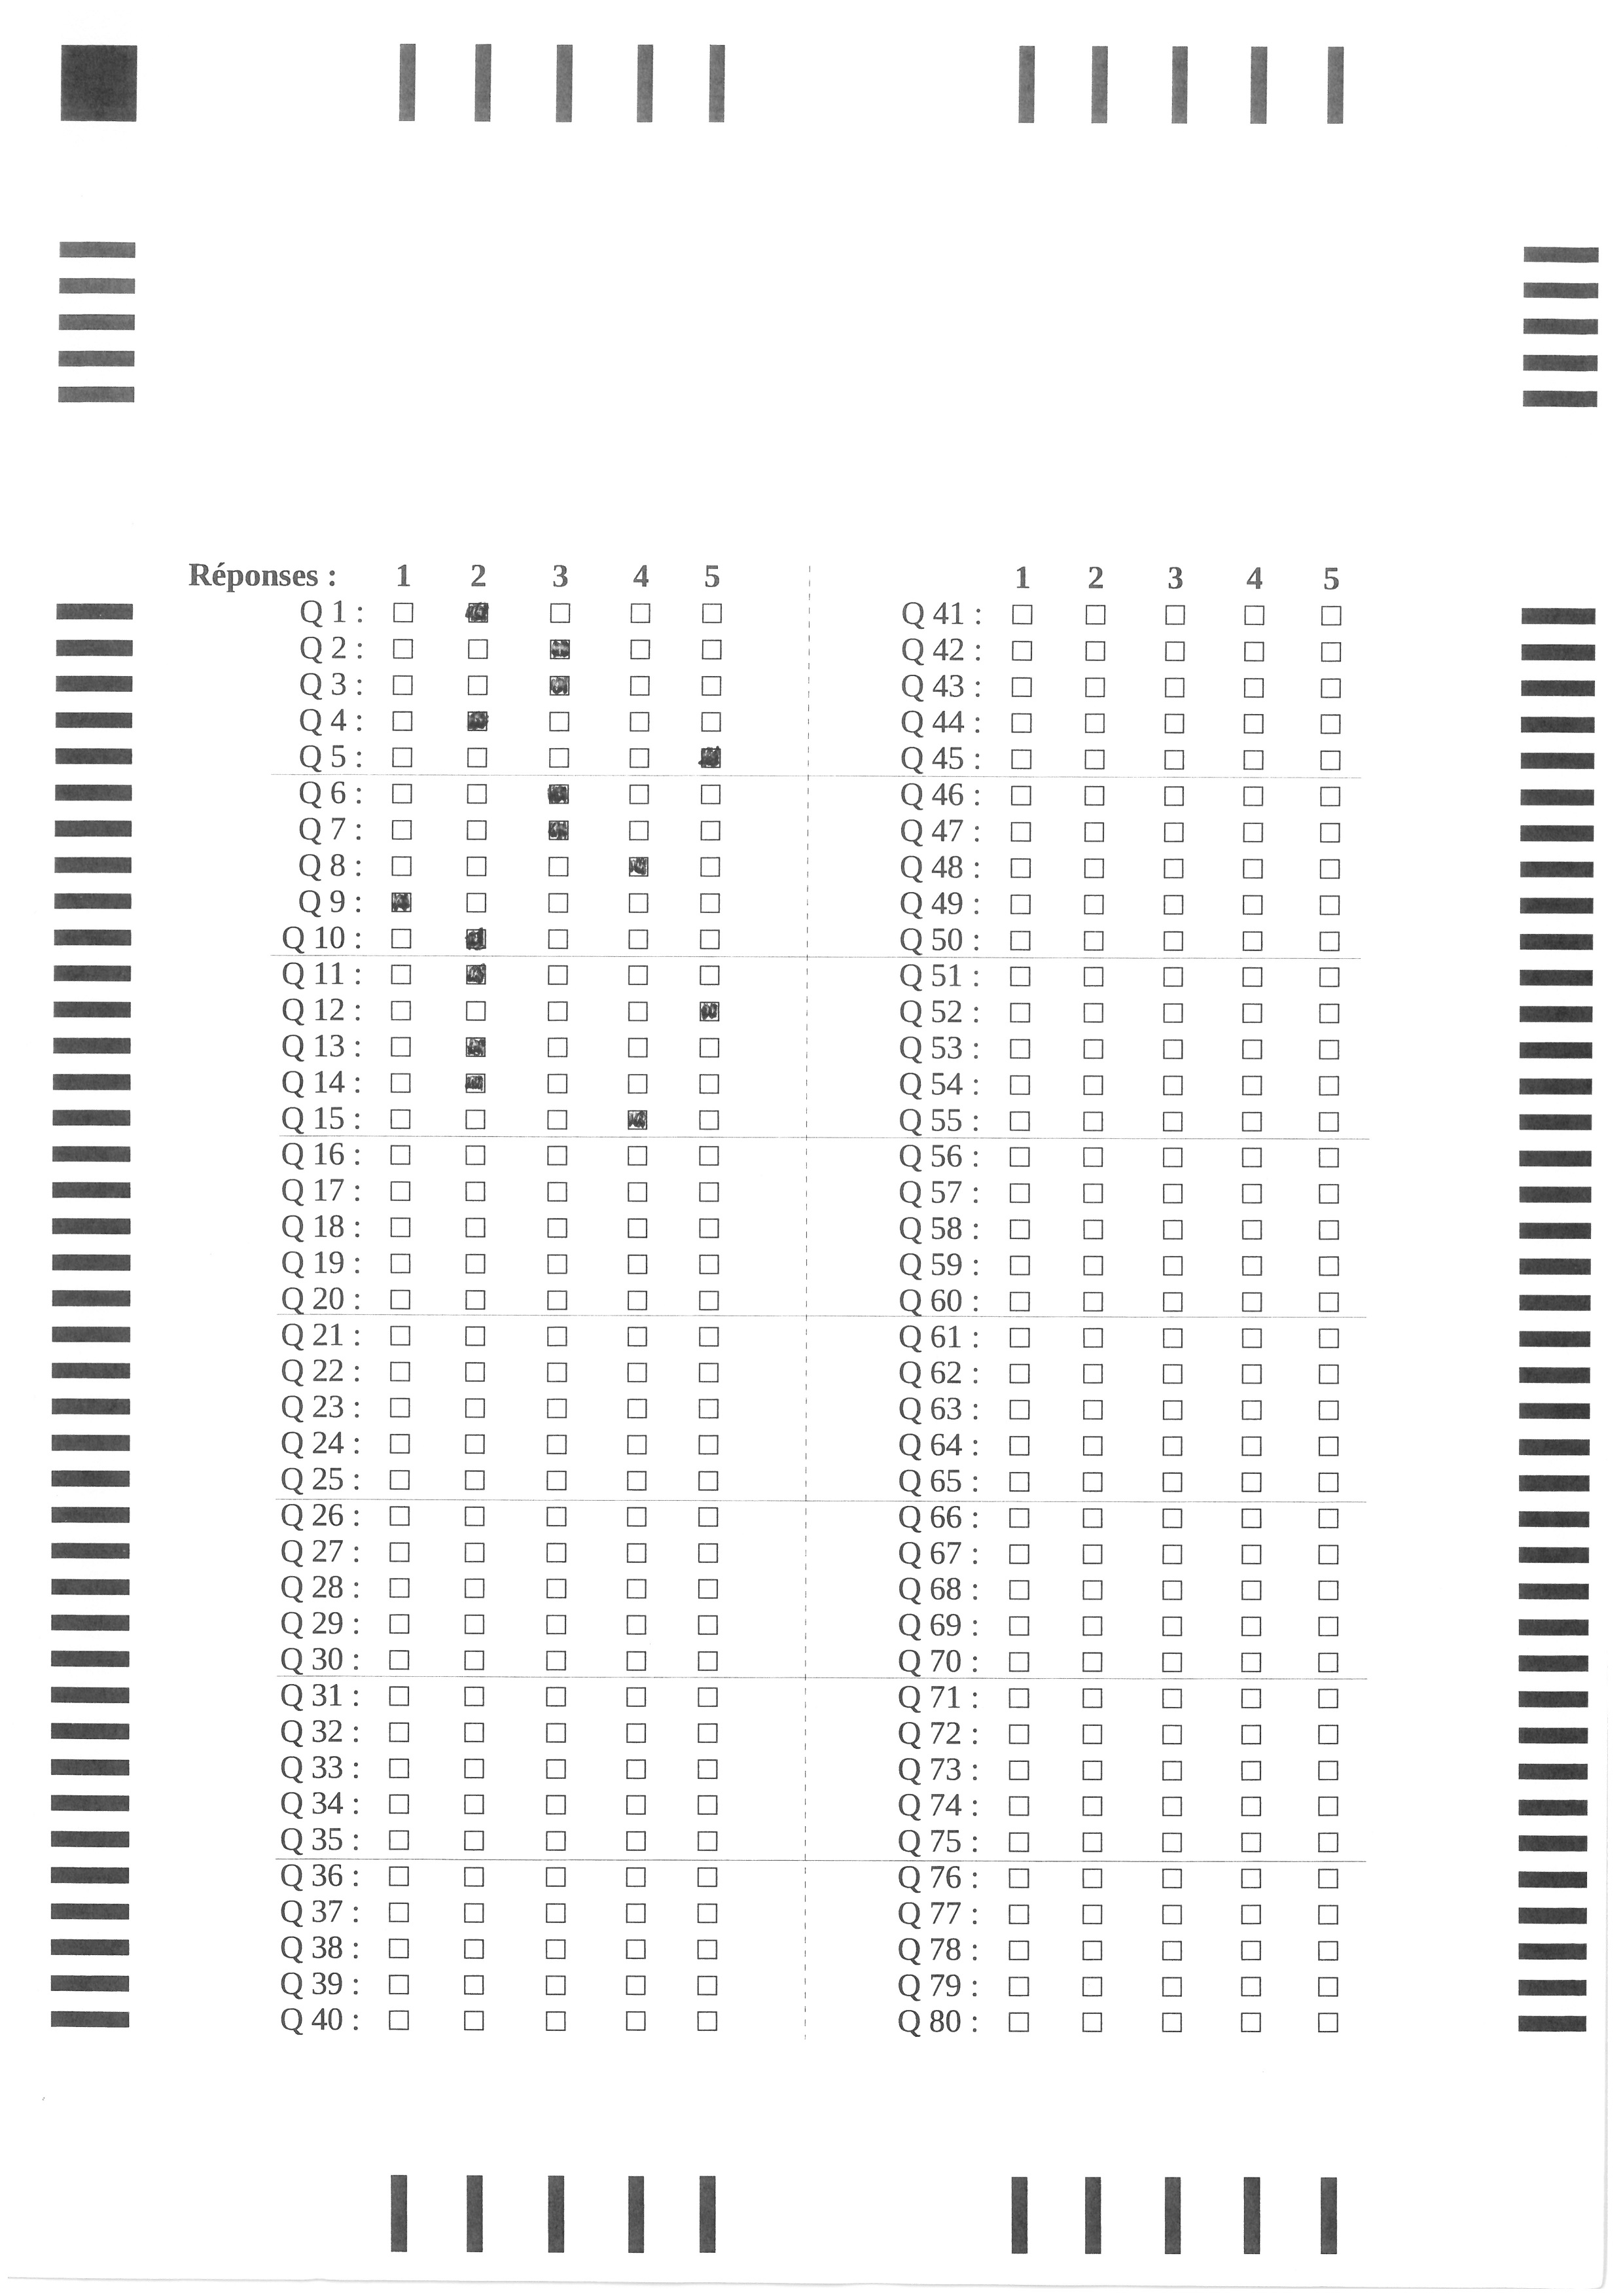 Réponses : 1 2 3 4 5
Q 1 :
Q 2 :
Q 3 :
Q 4 :
Q 5 :
Q 6 :
Q 7 :
Q 8 :
Q 9 :
Q 10 :
Q 11 :
Q 12 :
Q 13 :
Q 14 :
Q 15 :
Q 16 :
Q 17 :
Q 18 :
Q 19 :
Q 20 :
Q 21 :
Q 22 :
Q 23 :
Q 24 :
Q 25 :
Q 26 :
Q 27 :
Q 28 :
Q 29 :
Q 30 :
Q 31 :
Q 32 :
Q 33 :
Q 34 :
Q 35 :
Q 36 :
Q 37 :
Q 38 :
Q 39 :
Q 40 :
1 2 3 4 5
Q 41 :
Q 42 :
Q 43 :
Q 44 :
Q 45 :
Q 46 :
Q 47 :
Q 48 :
Q 49 :
Q 50 :
Q 51 :
Q 52 :
Q 53 :
Q 54 :
Q 55 :
Q 56 :
Q 57 :
Q 58 :
Q 59 :
Q 60 :
Q 61 :
Q 62 :
Q 63 :
Q 64 :
Q 65 :
Q 66 :
Q 67 :
Q 68 :
Q 69 :
Q 70 :
Q 71 :
Q 72 :
Q 73 :
Q 74 :
Q 75 :
Q 76 :
Q 77 :
Q 78 :
Q 79 :
Q 80 :